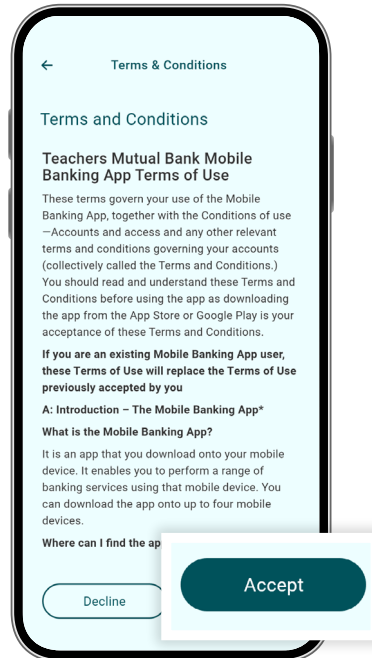 Terms & Conditions
Terms and Conditions
Teachers Mutual Bank Mobile
Banking App Terms of Use
These terms govern your use of the Mobile
Banking App, together with the Conditions of use
—Accounts and access and any other relevant
terms and conditions governing your accounts
(collectively called the Terms and Conditions.)
You should read and understand these Terms and
Conditions before using the app as downloading
the app from the App Store or Google Play is your
acceptance of these Terms and Conditions.
If you are an existing Mobile Banking App user,
these Terms of Use will replace the Terms of Use
previously accepted by you
A: Introduction – The Mobile Banking App*
What is the Mobile Banking App?
It is an app that you download onto your mobile
device. It enables you to perform a range of
banking services using that mobile device. You
can download the app onto up to four mobile
devices.
Where can I find the ap
Decline
Accept